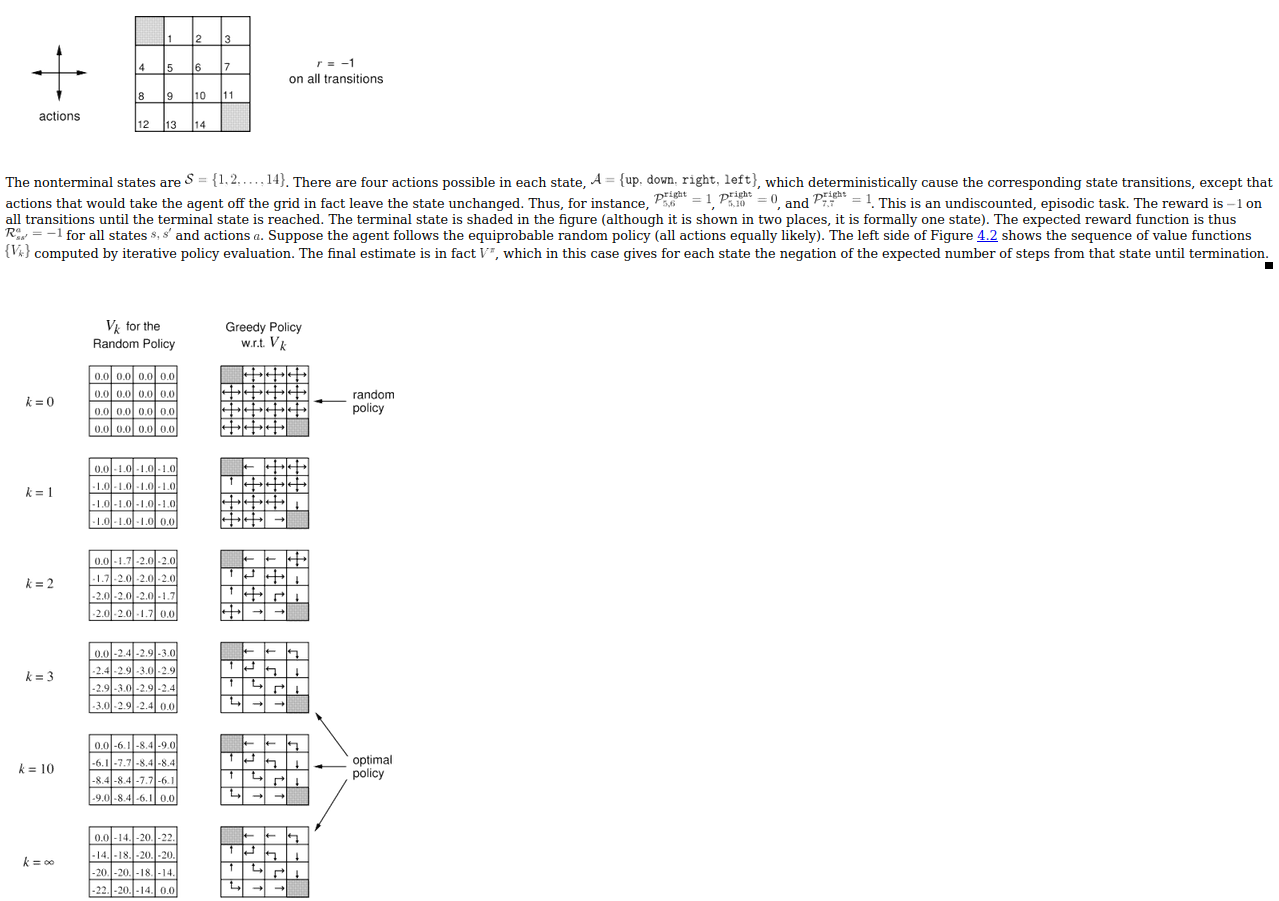 1 2 3
4 5 6 7
8 9 10 11
12 13 14
actions
r = −1
on all transitions
The nonterminal states are S = {1, 2, . . . , 14}. There are four actions possible in each state, A = {up, down, right, left}, which deterministically cause the corresponding state transitions, except that
actions that would take the agent off the grid in fact leave the state unchanged. Thus, for instance, P^right_5,6 = 1, P^right_5,10 = 0, and P^right_7,7 = 1. This is an undiscounted, episodic task. The reward is −1 on
all transitions until the terminal state is reached. The terminal state is shaded in the figure (although it is shown in two places, it is formally one state). The expected reward function is thus
R^a_ss′ = −1 for all states s, s′ and actions a. Suppose the agent follows the equiprobable random policy (all actions equally likely). The left side of Figure 4.2 shows the sequence of value functions
{V_k} computed by iterative policy evaluation. The final estimate is in fact V^π, which in this case gives for each state the negation of the expected number of steps from that state until termination.
V_k for the
Random Policy
Greedy Policy
w.r.t. V_k
k = 0
0.0 0.0 0.0 0.0
0.0 0.0 0.0 0.0
0.0 0.0 0.0 0.0
0.0 0.0 0.0 0.0
random
policy
k = 1
0.0 -1.0 -1.0 -1.0
-1.0 -1.0 -1.0 -1.0
-1.0 -1.0 -1.0 -1.0
-1.0 -1.0 -1.0 0.0
k = 2
0.0 -1.7 -2.0 -2.0
-1.7 -2.0 -2.0 -2.0
-2.0 -2.0 -2.0 -1.7
-2.0 -2.0 -1.7 0.0
k = 3
0.0 -2.4 -2.9 -3.0
-2.4 -2.9 -3.0 -2.9
-2.9 -3.0 -2.9 -2.4
-3.0 -2.9 -2.4 0.0
k = 10
0.0 -6.1 -8.4 -9.0
-6.1 -7.7 -8.4 -8.4
-8.4 -8.4 -7.7 -6.1
-9.0 -8.4 -6.1 0.0
optimal
policy
k = ∞
0.0 -14. -20. -22.
-14. -18. -20. -20.
-20. -20. -18. -14.
-22. -20. -14. 0.0